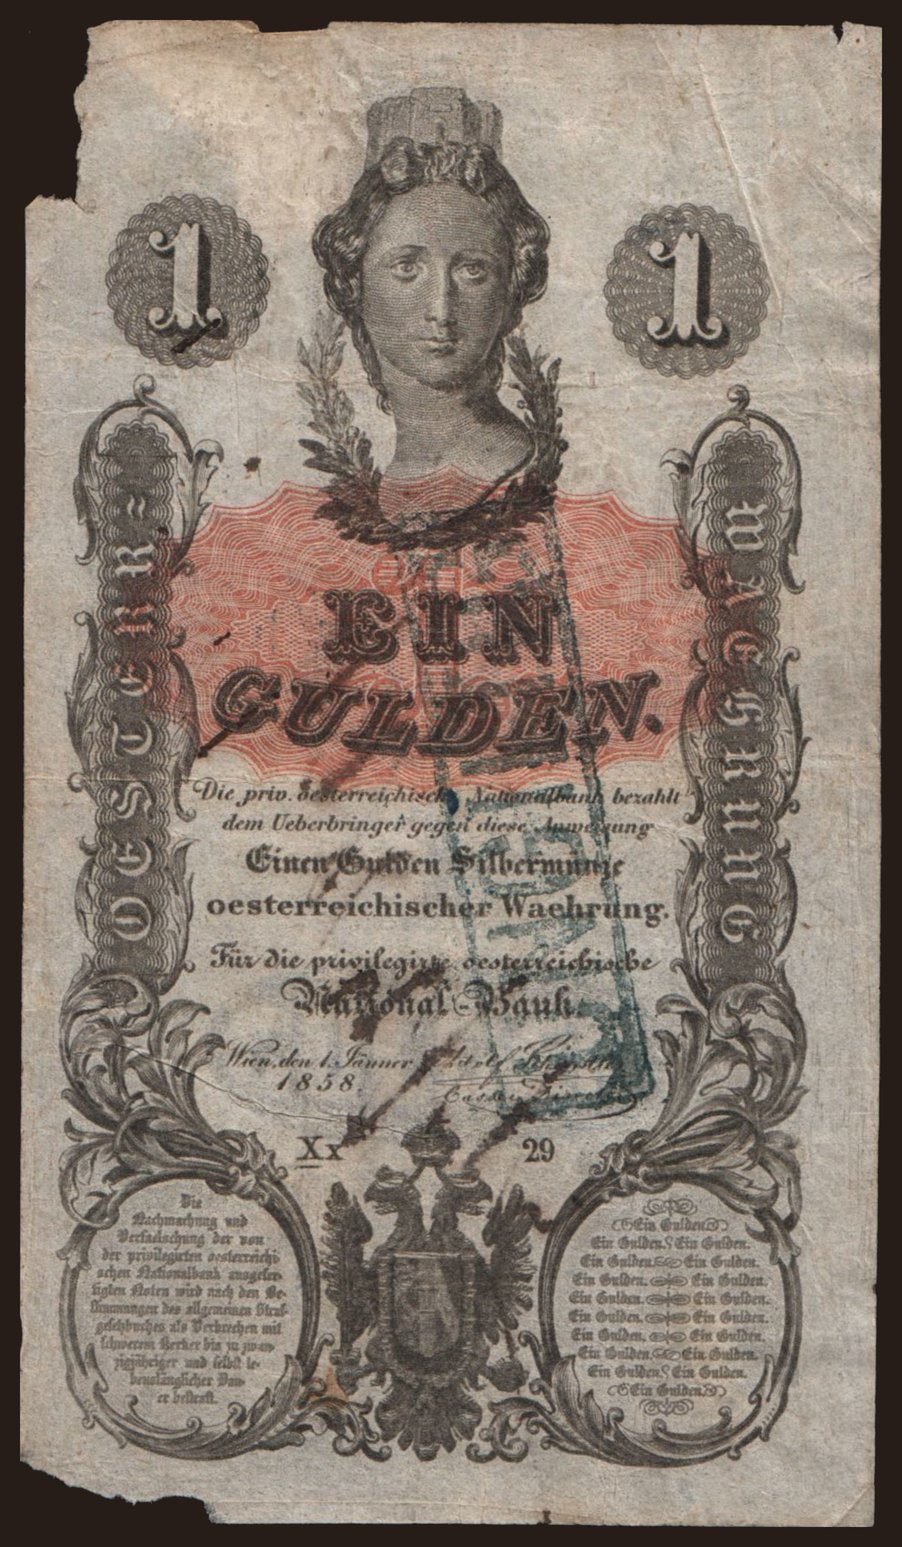 1 1
OESTERR=
WAEHRUNG
EIN
GULDEN.
Die priv. oesterreichische Nationalbank bezahlt
dem Ueberbringer gegen diese Anweisung
Einen Gulden Silbermünze
oesterreichischer Waehrung.
Für die privilegirte oesterreichische
National-Bank.
Wien, den 1. Jänner
1858.
Xx 29
Die
Nachmachung und
Verfaelschung der von
der privilegirten oesterreichi-
schen Nationalbank ausgefer-
tigten Noten wird nach den Be-
stimmungen des allgemeinen Straf-
gesetzbuches als Verbrechen mit
schwerem Kerker bis zu zwan-
zigjähriger und selbst le-
benslänglicher Dau-
er bestraft.
Ein Gulden
Ein Gulden. Ein Gulden.
Ein Gulden. Ein Gulden.
Ein Gulden. Ein Gulden.
Ein Gulden. Ein Gulden.
Ein Gulden. Ein Gulden.
Ein Gulden. Ein Gulden.
Ein Gulden. Ein Gulden.
Ein Gulden. Ein Gulden.
Ein Gulden